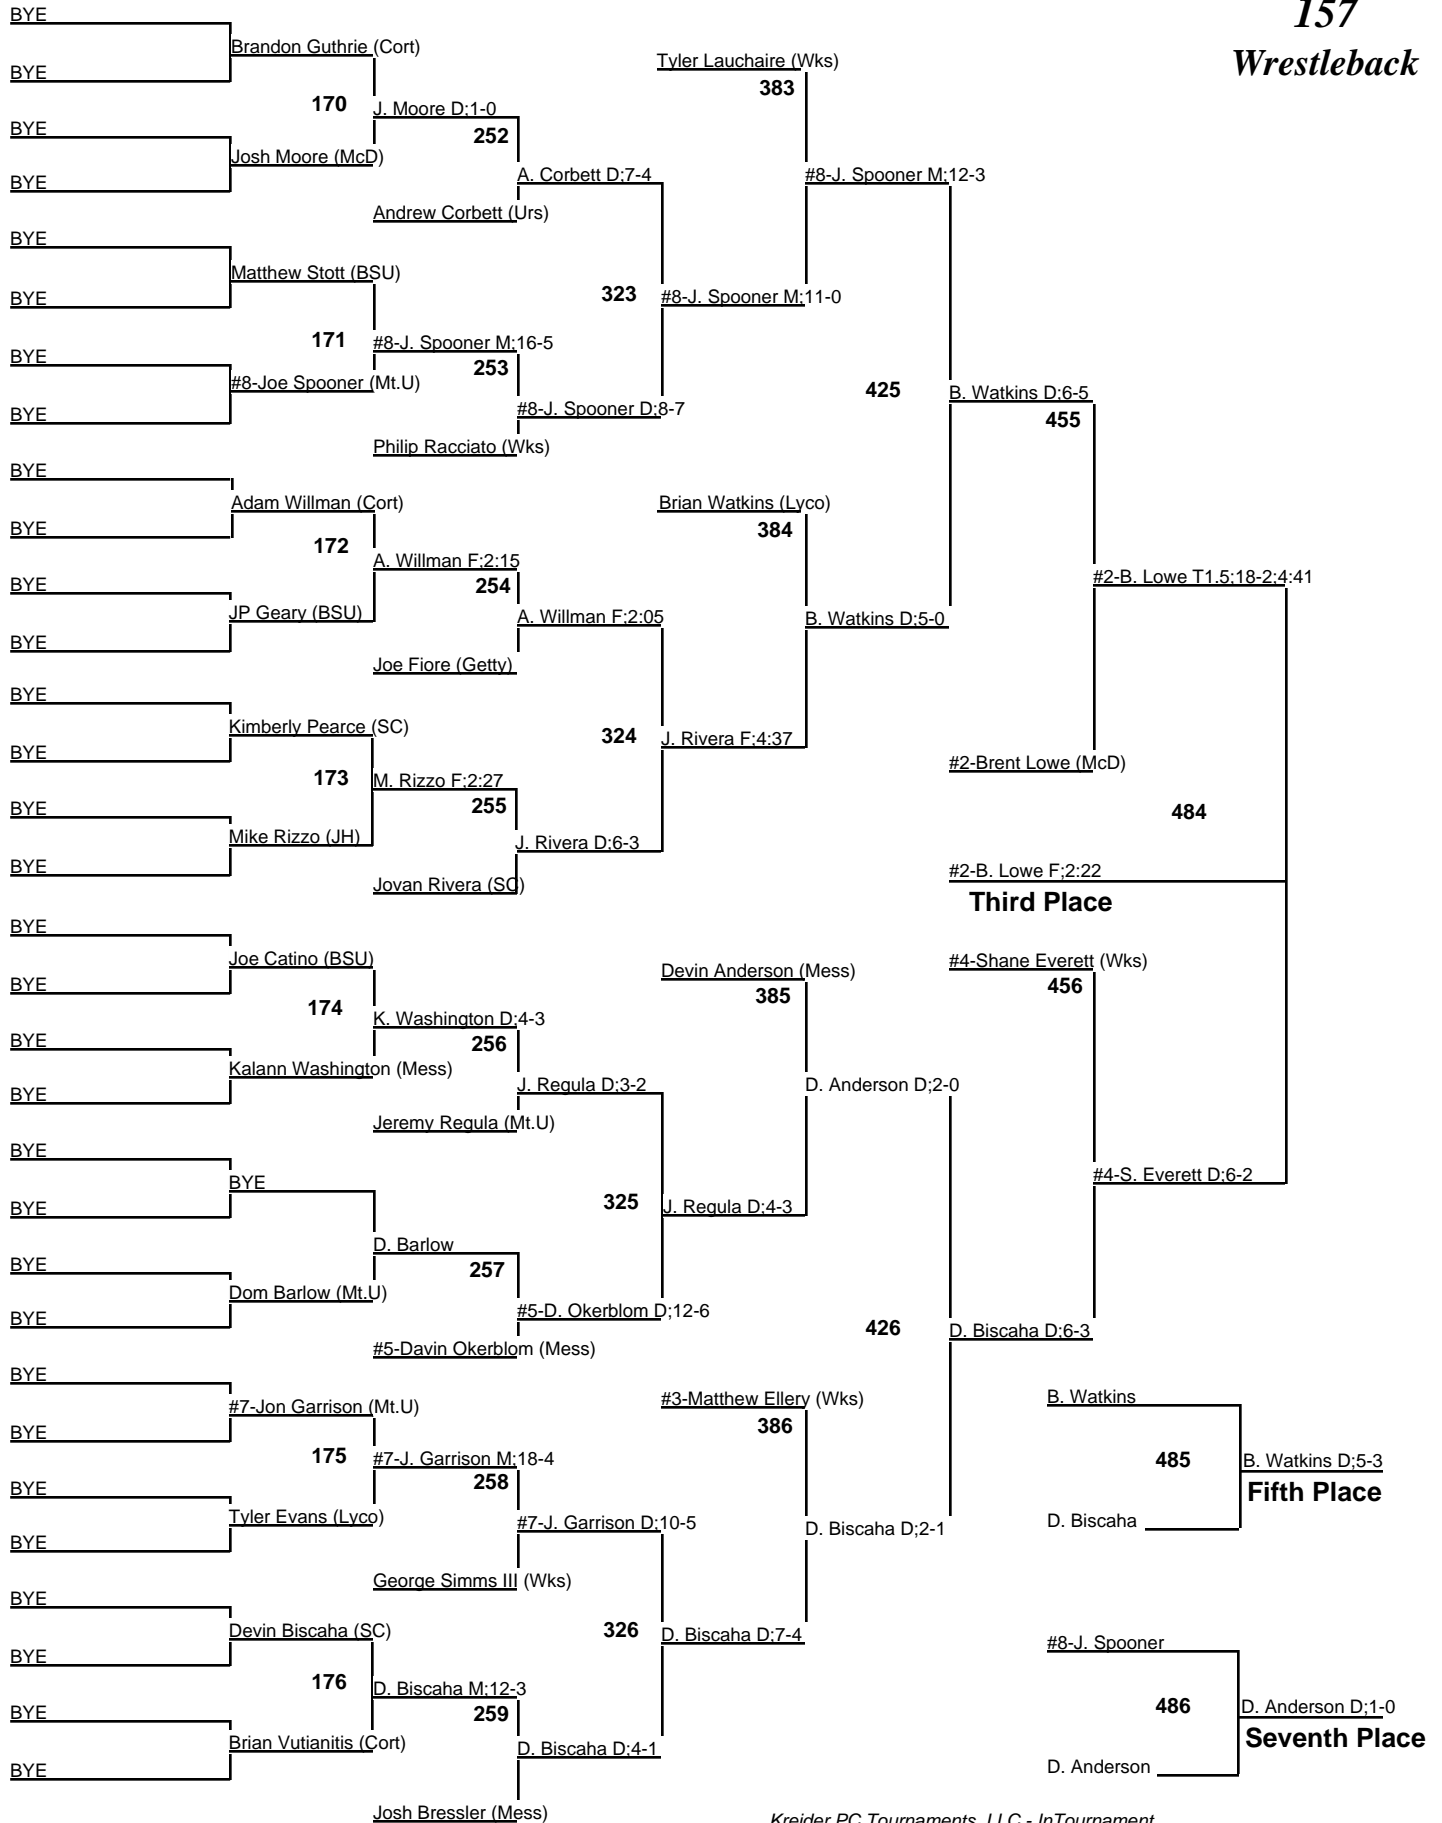 157
Wrestleback
BYE
Brandon Guthrie (Cort)
BYE
Tyler Lauchaire (Wks)
383
170
J. Moore D;1-0
252
BYE
Josh Moore (McD)
BYE
A. Corbett D;7-4
#8-J. Spooner M;12-3
Andrew Corbett (Urs)
BYE
Matthew Stott (BSU)
BYE
323
#8-J. Spooner M;11-0
171
#8-J. Spooner M;16-5
253
BYE
#8-Joe Spooner (Mt.U)
BYE
#8-J. Spooner D;8-7
425
B. Watkins D;6-5
455
Philip Racciato (Wks)
BYE
Adam Willman (Cort)
BYE
Brian Watkins (Lyco)
384
172
A. Willman F;2:15
254
#2-B. Lowe T1.5;18-2;4:41
BYE
JP Geary (BSU)
BYE
A. Willman F;2:05
B. Watkins D;5-0
Joe Fiore (Getty)
BYE
Kimberly Pearce (SC)
BYE
324
J. Rivera F;4:37
#2-Brent Lowe (McD)
173
M. Rizzo F;2:27
255
484
BYE
Mike Rizzo (JH)
BYE
J. Rivera D;6-3
#2-B. Lowe F;2:22
Third Place
Jovan Rivera (SC)
BYE
Joe Catino (BSU)
BYE
Devin Anderson (Mess)
385
#4-Shane Everett (Wks)
456
174
K. Washington D;4-3
256
BYE
Kalann Washington (Mess)
BYE
J. Regula D;3-2
D. Anderson D;2-0
Jeremy Regula (Mt.U)
BYE
BYE
BYE
325
J. Regula D;4-3
#4-S. Everett D;6-2
D. Barlow
257
BYE
Dom Barlow (Mt.U)
BYE
#5-D. Okerblom D;12-6
426
D. Biscaha D;6-3
#5-Davin Okerblom (Mess)
BYE
#7-Jon Garrison (Mt.U)
BYE
#3-Matthew Ellery (Wks)
386
B. Watkins
175
#7-J. Garrison M;18-4
258
485
B. Watkins D;5-3
Fifth Place
BYE
Tyler Evans (Lyco)
BYE
#7-J. Garrison D;10-5
D. Biscaha D;2-1
D. Biscaha
George Simms III (Wks)
BYE
Devin Biscaha (SC)
BYE
326
D. Biscaha D;7-4
#8-J. Spooner
176
D. Biscaha M;12-3
259
486
D. Anderson D;1-0
Seventh Place
BYE
Brian Vutianitis (Cort)
BYE
D. Biscaha D;4-1
D. Anderson
Josh Bressler (Mess)
Kreider PC Tournaments, LLC - InTournament